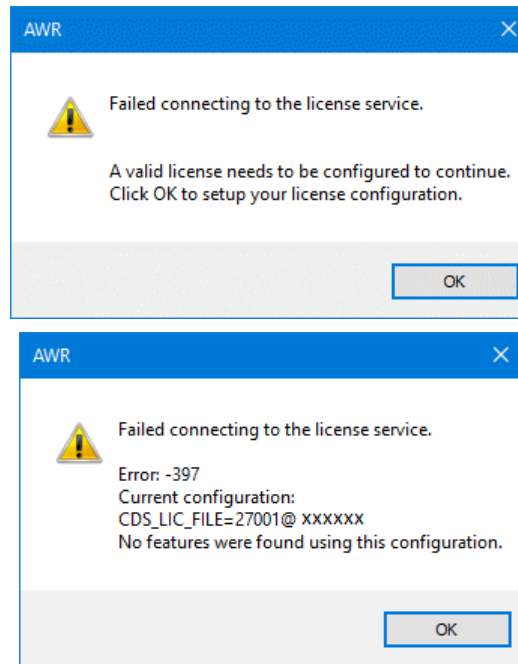 AWR
Failed connecting to the license service.
A valid license needs to be configured to continue.
Click OK to setup your license configuration.
OK
AWR
Failed connecting to the license service.
Error: -397
Current configuration:
CDS_LIC_FILE=27001@ xxxxxx
No features were found using this configuration.
OK